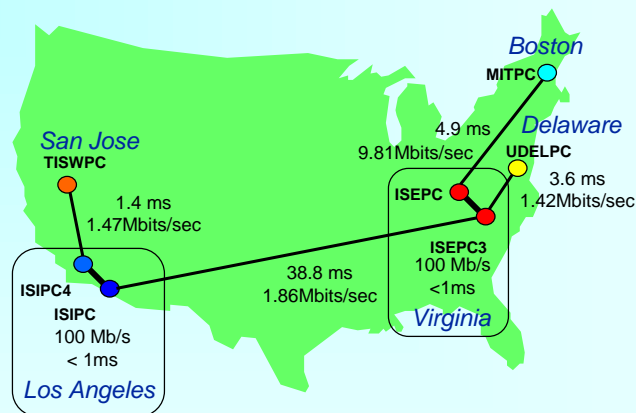 Boston
MITPC
4.9 ms
9.81Mbits/sec
Delaware
UDELPC
3.6 ms
1.42Mbits/sec
San Jose
TISWPC
1.4 ms
1.47Mbits/sec
ISEPC
ISEPC3
100 Mb/s
<1ms
Virginia
38.8 ms
1.86Mbits/sec
ISIPC4
ISIPC
100 Mb/s
< 1ms
Los Angeles